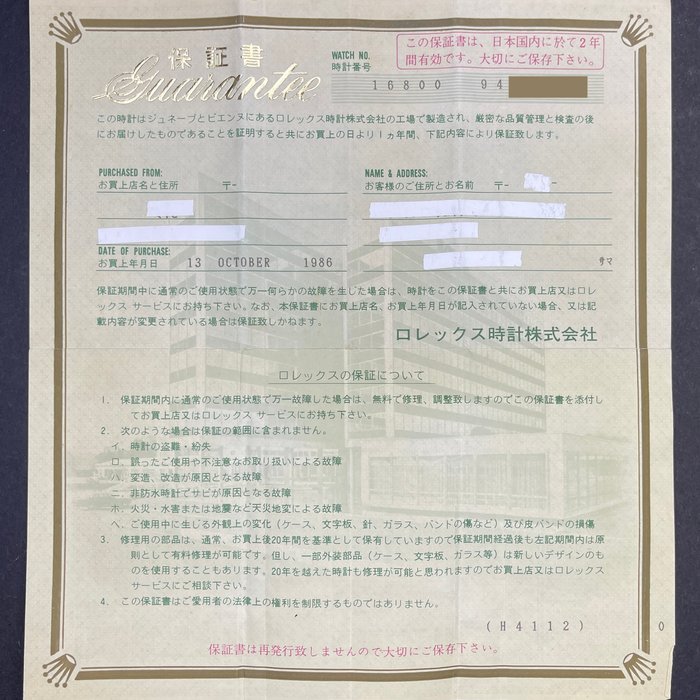 この保証書は、日本国内に於て2年
間有効です。大切にご保存下さい。
保証書
Guarantee
WATCH NO.
時計番号
16800 94
この時計はジュネーブとビエンヌにあるロレックス時計株式会社の工場で製造され、厳密な品質管理と検査の後
にお届けしたものであることを証明すると共にお買上の日より1ヵ年間、下記内容により保証致します。
PURCHASED FROM:
お買上店名と住所 〒-
NAME & ADDRESS:
お客様のご住所とお名前 〒- -
DATE OF PURCHASE:
お買上年月日 13 OCTOBER 1986
サマ
保証期間中に通常のご使用状態で万一何らかの故障を生じた場合は、時計をこの保証書と共にお買上店又はロレ
ックス サービスにお持ち下さい。なお、本保証書にお買上店名、お買上年月日が記入されていない場合、又は記
載内容が変更されている場合は保証致しかねます。
ロレックス時計株式会社
ロレックスの保証について
1. 保証期間内に通常のご使用状態で万一故障した場合は、無料で修理、調整致しますのでこの保証書を添付し
てお買上店又はロレックス サービスにお持ち下さい。
2. 次のような場合は保証の範囲に含まれません。
イ. 時計の盗難・紛失
ロ. 誤ったご使用や不注意なお取り扱いによる故障
ハ. 変造、改造が原因となる故障
ニ. 非防水時計でサビが原因となる故障
ホ. 火災・水害または地震など天災地変による故障
ヘ. ご使用中に生じる外観上の変化（ケース、文字板、針、ガラス、バンドの傷など）及び皮バンドの損傷
3. 修理用の部品は、通常、お買上後20年間を基準として保有していますので保証期間経過後も左記期間内は原
則として有料修理が可能です。但し、一部外装部品（ケース、文字板、ガラス等）は新しいデザインのも
のを使用することもあります。20年を越えた時計も修理が可能と思われますのでお買上店又はロレックス
サービスにご相談下さい。
4. この保証書はご愛用者の法律上の権利を制限するものではありません。
(H4112) 0
保証書は再発行致しませんので大切にご保存下さい。